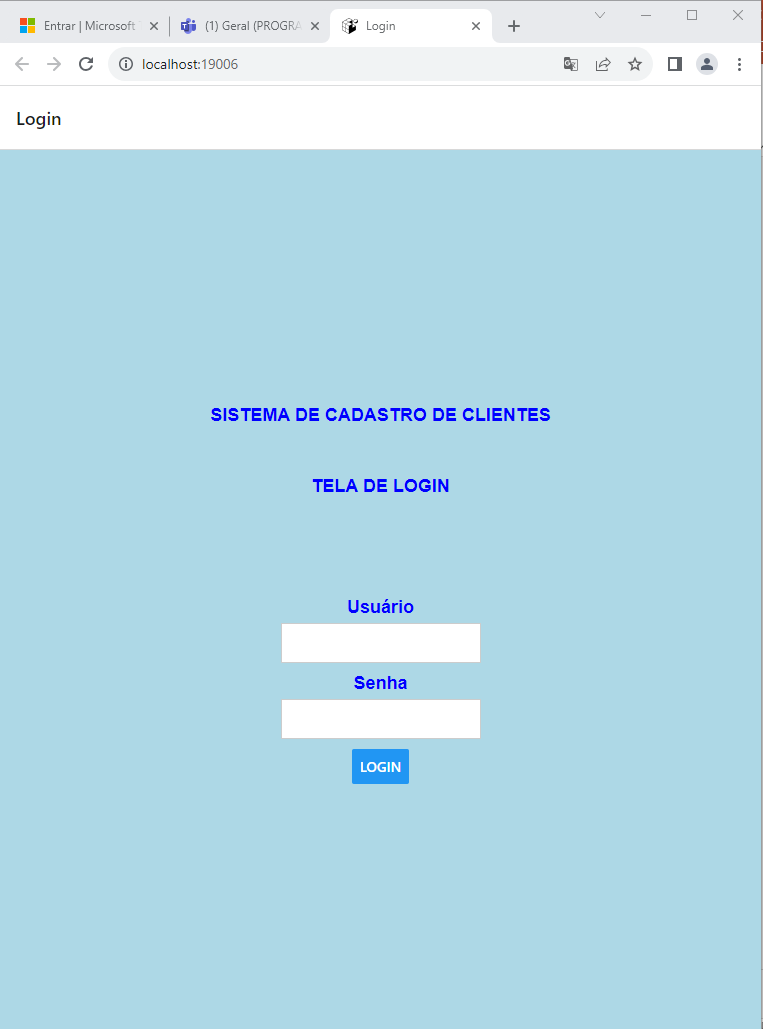 Entrar | Microsoft
(1) Geral (PROGRA
Login
localhost:19006
Login
SISTEMA DE CADASTRO DE CLIENTES
TELA DE LOGIN
Usuário
Senha
LOGIN